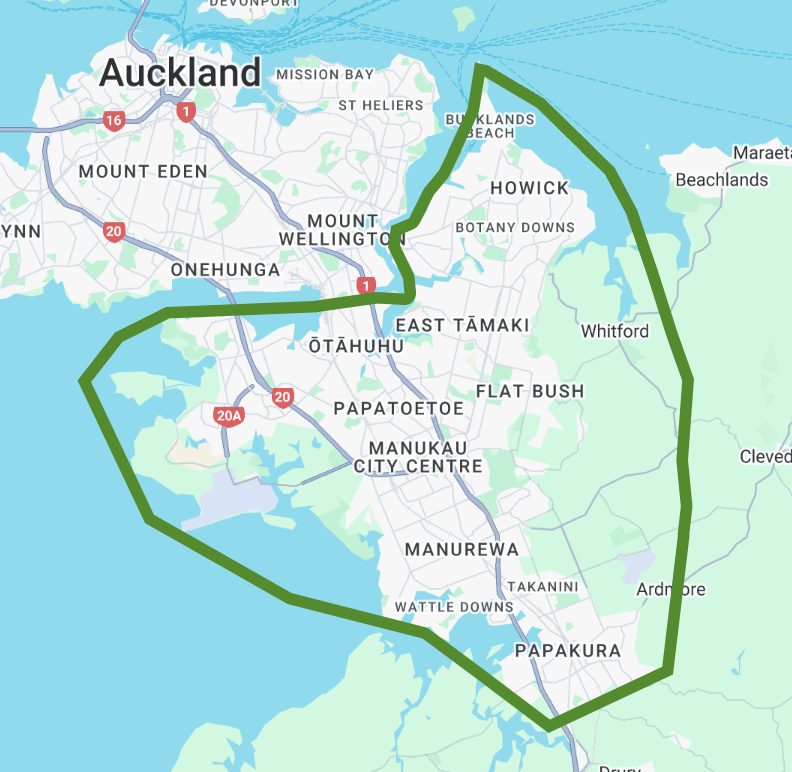 DEVONPORT
Auckland
MISSION BAY
ST HELIERS
16
1
BUCKLANDS
BEACH
Maraeta
Beachlands
MOUNT EDEN
HOWICK
MOUNT
WELLINGTON
BOTANY DOWNS
YNN
20
ONEHUNGA
1
EAST TĀMAKI
Whitford
ŌTĀHUHU
FLAT BUSH
20
20A
PAPATOETOE
MANUKAU
CITY CENTRE
Cleved
MANUREWA
TAKANINI
Ardmore
WATTLE DOWNS
PAPAKURA
Drury